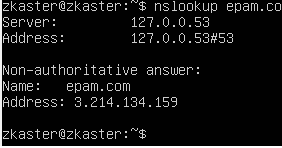 zkaster@zkaster:~$ nslookup epam.co
Server:         127.0.0.53
Address:        127.0.0.53#53

Non-authoritative answer:
Name:   epam.com
Address: 3.214.134.159

zkaster@zkaster:~$